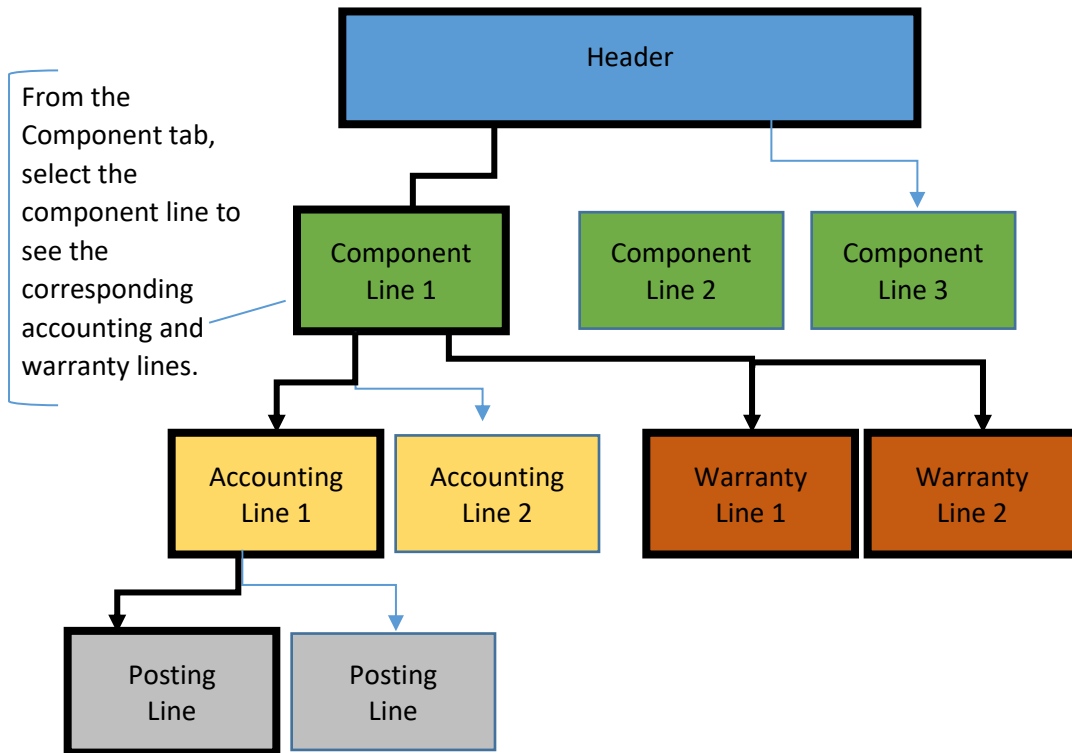 Header
From the
Component tab,
select the
component line to
see the
corresponding
accounting and
warranty lines.
Component
Line 1
Component
Line 2
Component
Line 3
Accounting
Line 1
Accounting
Line 2
Warranty
Line 1
Warranty
Line 2
Posting
Line
Posting
Line